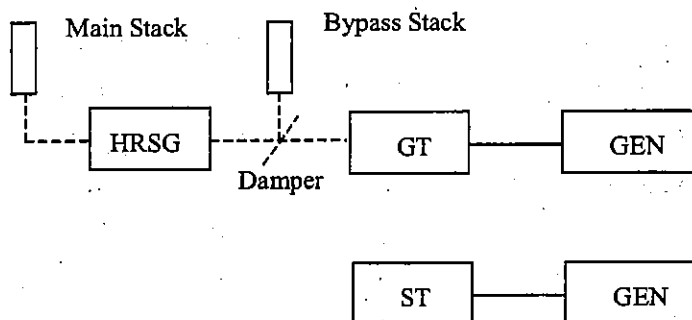 Main Stack
Bypass Stack
HRSG
GT
GEN
Damper
ST
GEN